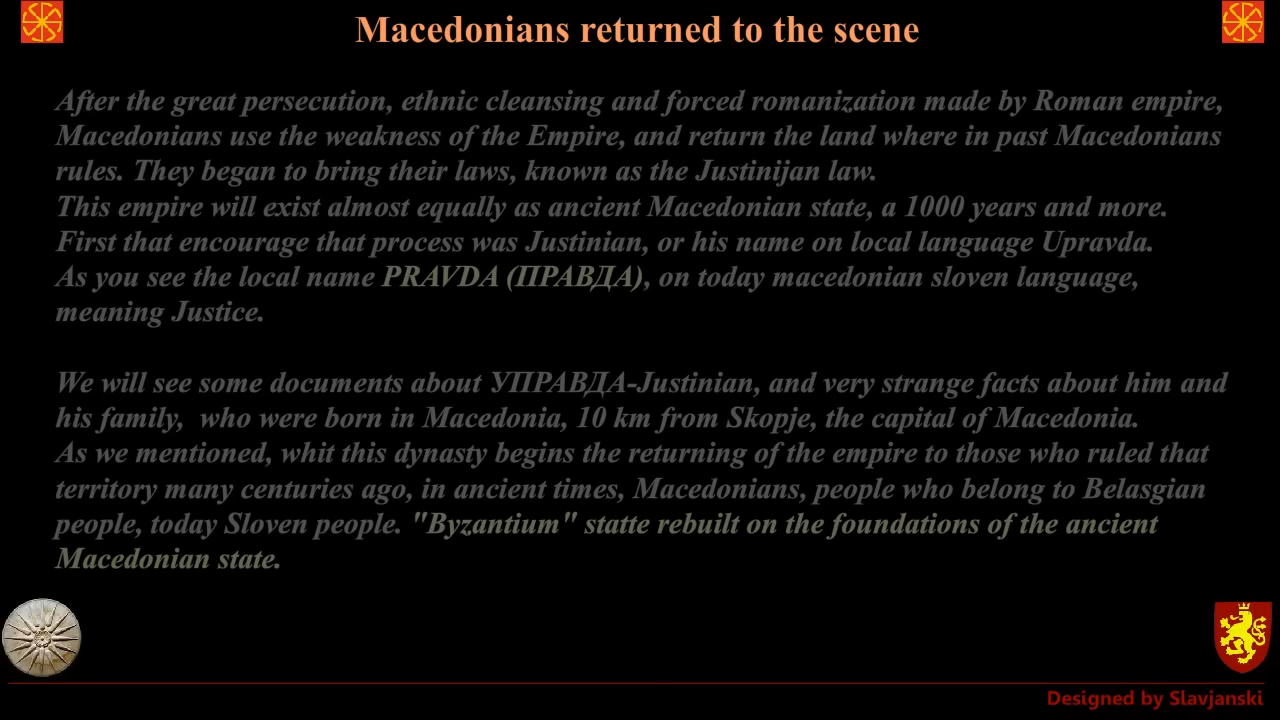 Macedonians returned to the scene
After the great persecution, ethnic cleansing and forced romanization made by Roman empire,
Macedonians use the weakness of the Empire, and return the land where in past Macedonians
rules. They began to bring their laws, known as the Justinijan law.
This empire will exist almost equally as ancient Macedonian state, a 1000 years and more.
First that encourage that process was Justinian, or his name on local language Upravda.
As you see the local name PRAVDA (ПРАВДА), on today macedonian sloven language,
meaning Justice.
We will see some documents about УПРАВДА-Justinian, and very strange facts about him and
his family,  who were born in Macedonia, 10 km from Skopje, the capital of Macedonia.
As we mentioned, whit this dynasty begins the returning of the empire to those who ruled that
territory many centuries ago, in ancient times, Macedonians, people who belong to Belasgian
people, today Sloven people. "Byzantium" statte rebuilt on the foundations of the ancient
Macedonian state.
Designed by Slavjanski